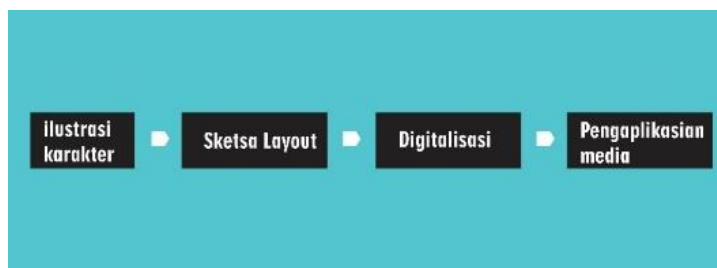 ilustrasi
karakter
Sketsa Layout
Digitalisasi
Pengaplikasian
media